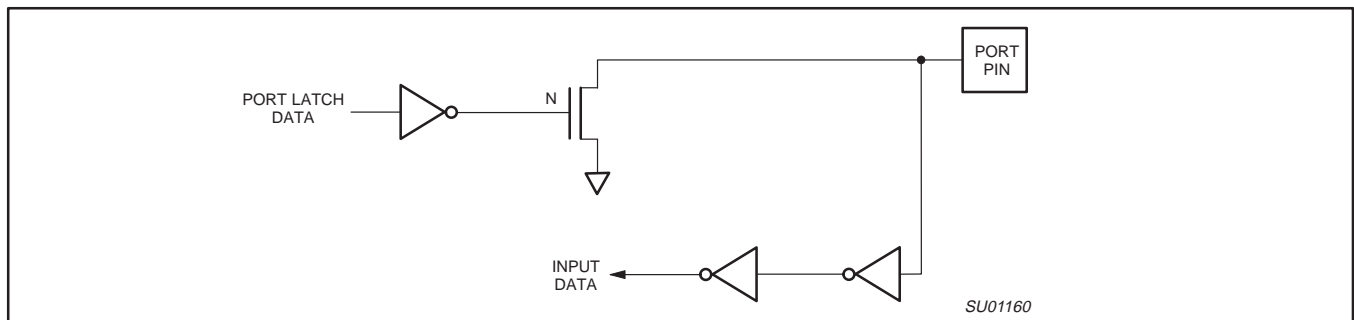 PORT
PIN
N
PORT LATCH
DATA
INPUT
DATA
SU01160